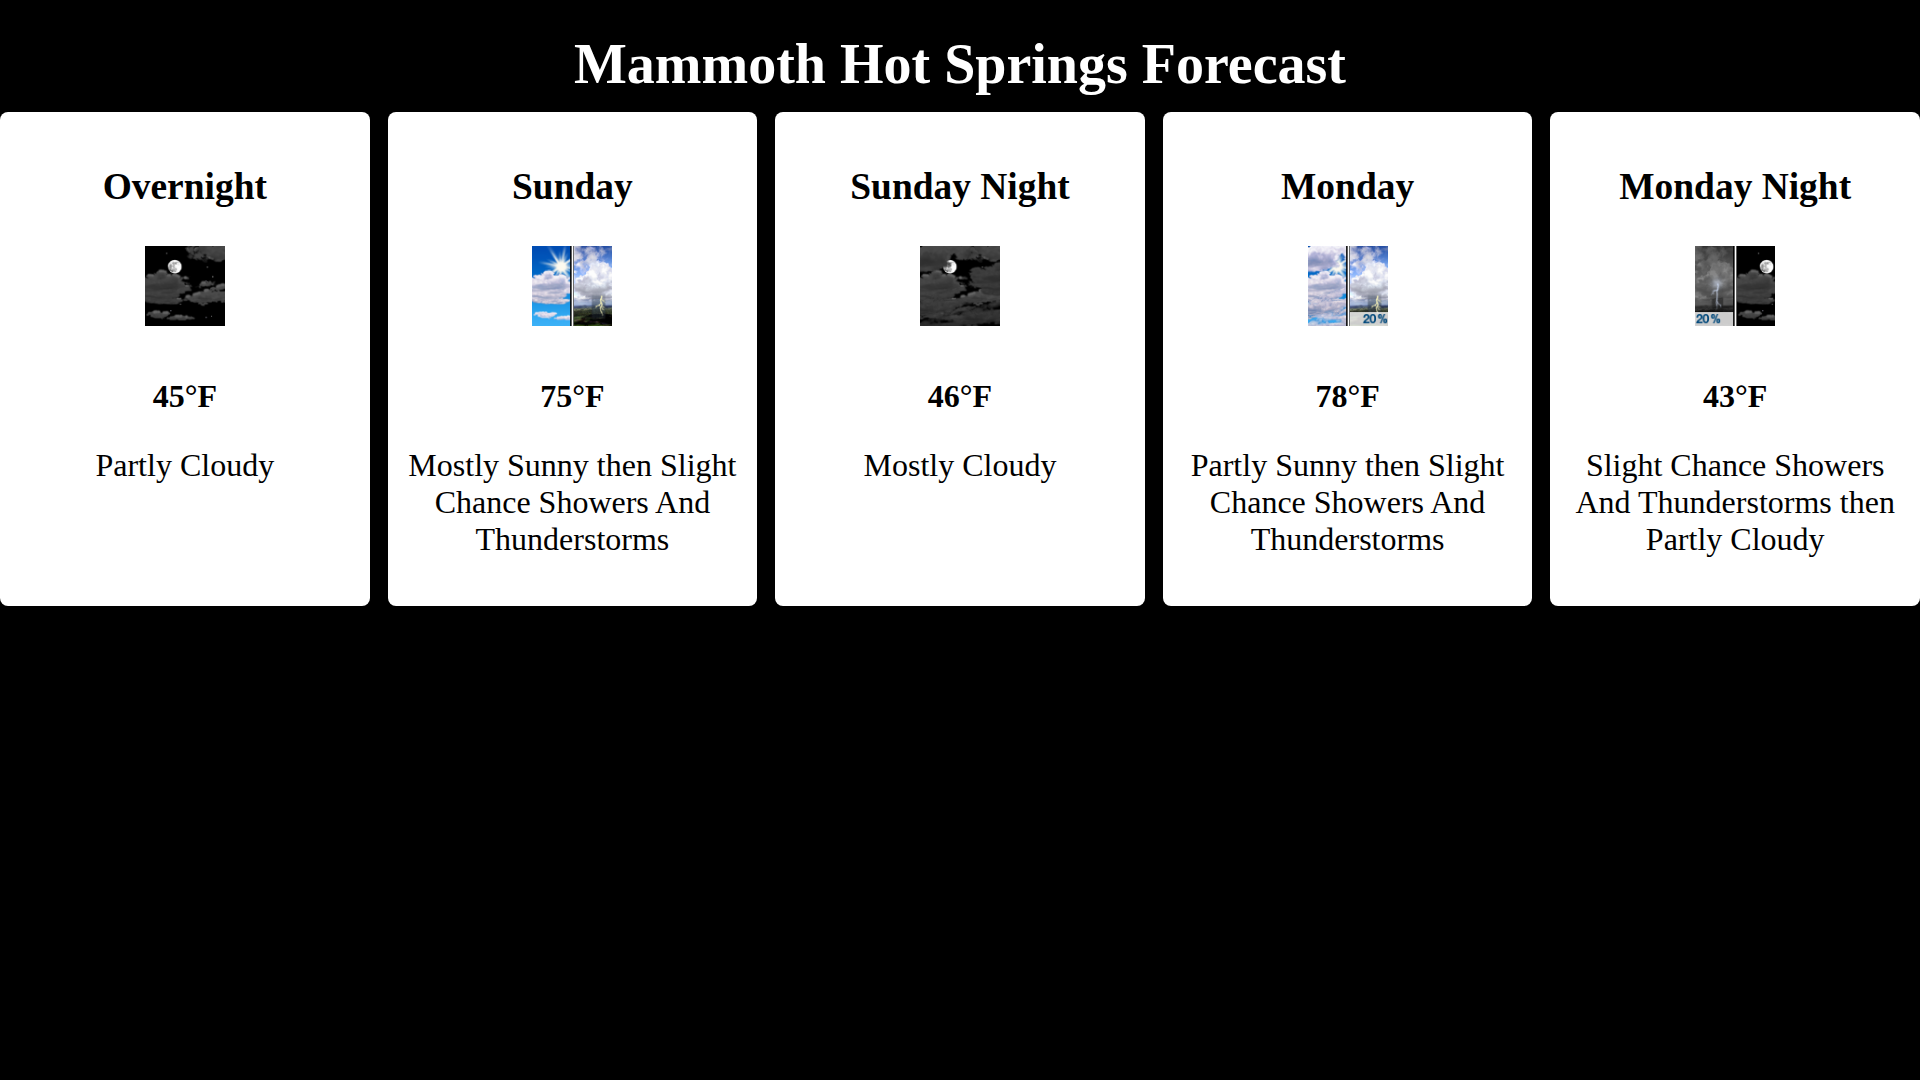 Mammoth Hot Springs Forecast
Overnight
45°F
Partly Cloudy
Sunday
75°F
Mostly Sunny then Slight
Chance Showers And
Thunderstorms
Sunday Night
46°F
Mostly Cloudy
Monday
20%
78°F
Partly Sunny then Slight
Chance Showers And
Thunderstorms
Monday Night
20%
43°F
Slight Chance Showers
And Thunderstorms then
Partly Cloudy